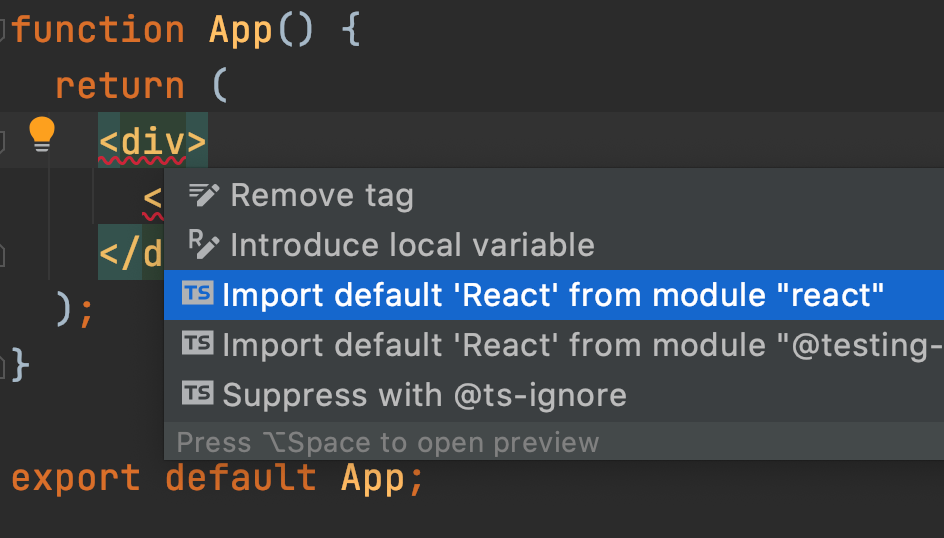 function App() {
return (
<div>
<
Remove tag
</d
Introduce local variable
TS Import default 'React' from module "react"
);
TS Import default 'React' from module "@testing-
}
TS Suppress with @ts-ignore
Press ⌥Space to open preview
export default App;